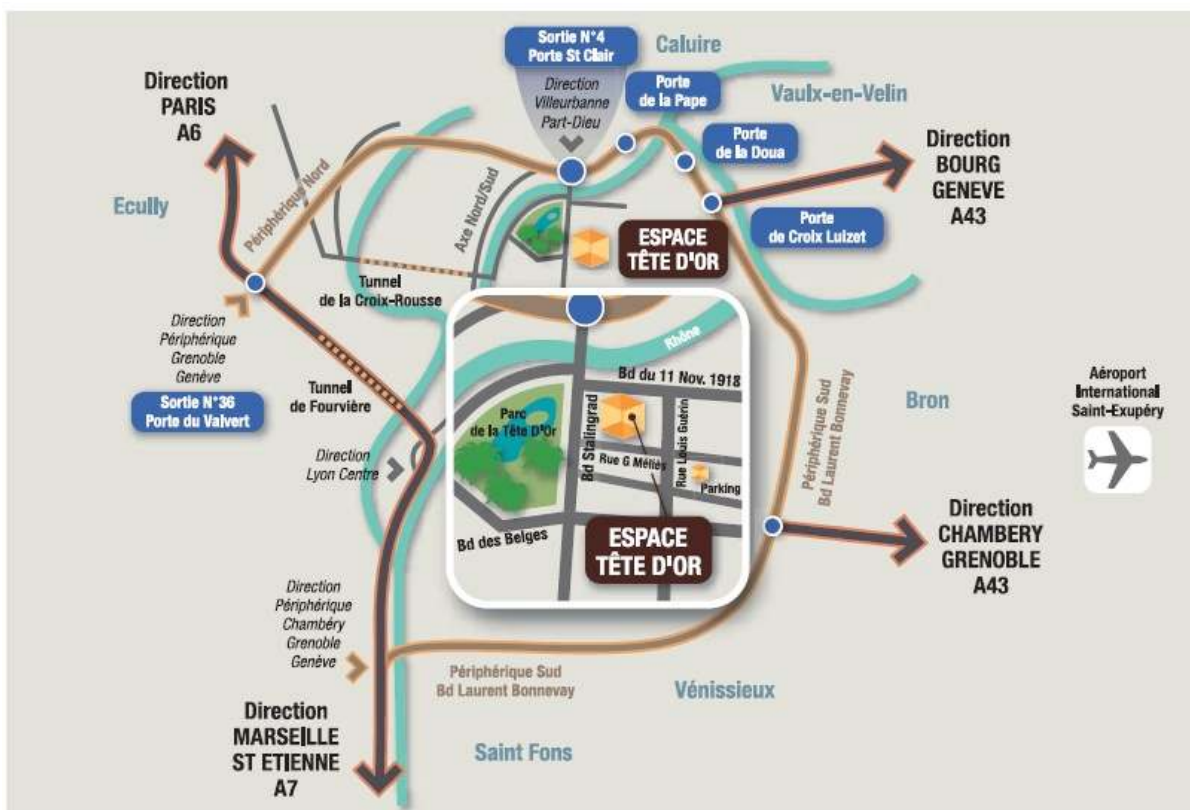 Sortie N°4
Porte St Clair
Caluire
Direction
PARIS
A6
Direction
Villeurbanne
Part-Dieu
Porte
de la Pape
Vaulx-en-Velin
Porte
de la Doua
Direction
BOURG
GENEVE
A43
Ecully
Périphérique Nord
Axe Nord/Sud
Porte
de Croix Luizet
ESPACE
TÊTE D'OR
Tunnel
de la Croix-Rousse
Direction
Périphérique
Grenoble
Genève
Sortie N°36
Porte du Valvert
Tunnel
de Fourvière
Direction
Lyon Centre
Rhône
Bd du 11 Nov. 1918
Parc
de la Tête D'Or
Bd Stalingrad
Rue G Méliès
Rue Louis Guérin
Parking
Bd des Belges
ESPACE
TÊTE D'OR
Périphérique Sud
Bd Laurent Bonnevay
Bron
Aéroport
International
Saint-Exupéry
Direction
CHAMBERY
GRENOBLE
A43
Direction
Périphérique
Chambéry
Grenoble
Genève
Périphérique Sud
Bd Laurent Bonnevay
Vénissieux
Direction
MARSEILLE
ST ETIENNE
A7
Saint Fons